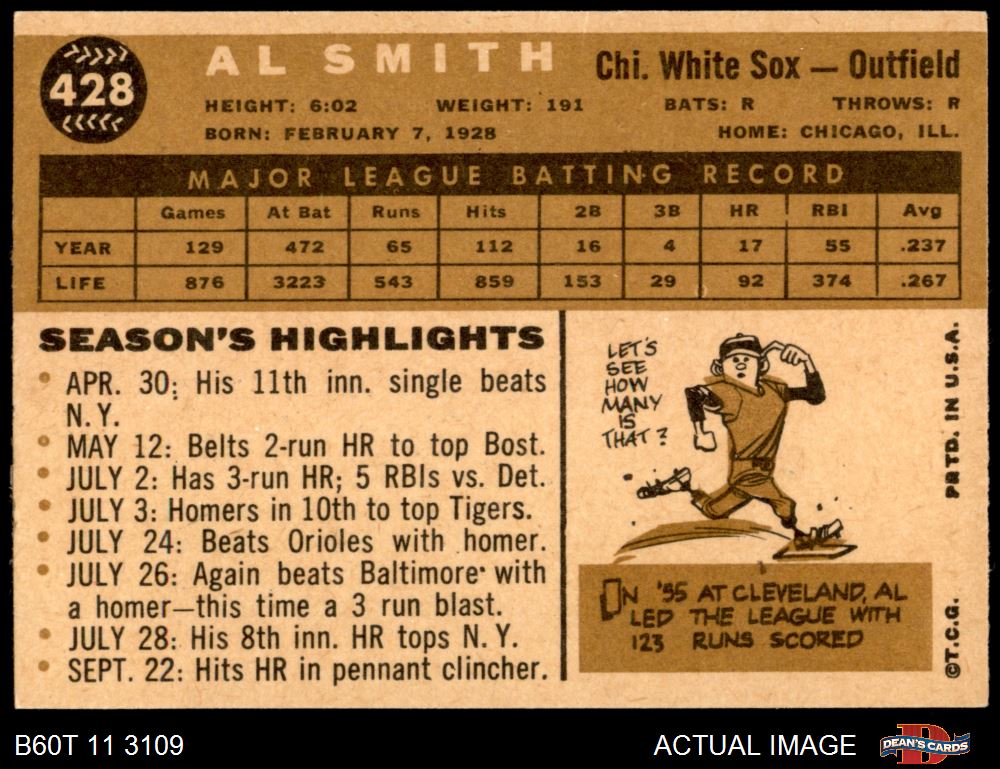 428
AL SMITH
Chi. White Sox — Outfield
HEIGHT: 6:02 WEIGHT: 191 BATS: R THROWS: R
BORN: FEBRUARY 7, 1928 HOME: CHICAGO, ILL.
MAJOR LEAGUE BATTING RECORD
Games At Bat Runs Hits 2B 3B HR RBI Avg
YEAR 129 472 65 112 16 4 17 55 .237
LIFE 876 3223 543 859 153 29 92 374 .267
SEASON'S HIGHLIGHTS
• APR. 30: His 11th inn. single beats
N.Y.
• MAY 12: Belts 2-run HR to top Bost.
• JULY 2: Has 3-run HR; 5 RBIs vs. Det.
• JULY 3: Homers in 10th to top Tigers.
• JULY 24: Beats Orioles with homer.
• JULY 26: Again beats Baltimore with
a homer—this time a 3 run blast.
• JULY 28: His 8th inn. HR tops N.Y.
• SEPT. 22: Hits HR in pennant clincher.
LET'S
SEE
HOW
MANY
IS
THAT?
IN '55 AT CLEVELAND, AL
LED THE LEAGUE WITH
123 RUNS SCORED
©T.C.G. PRTD. IN U.S.A.
B60T 11 3109
ACTUAL IMAGE
DEAN'S CARDS